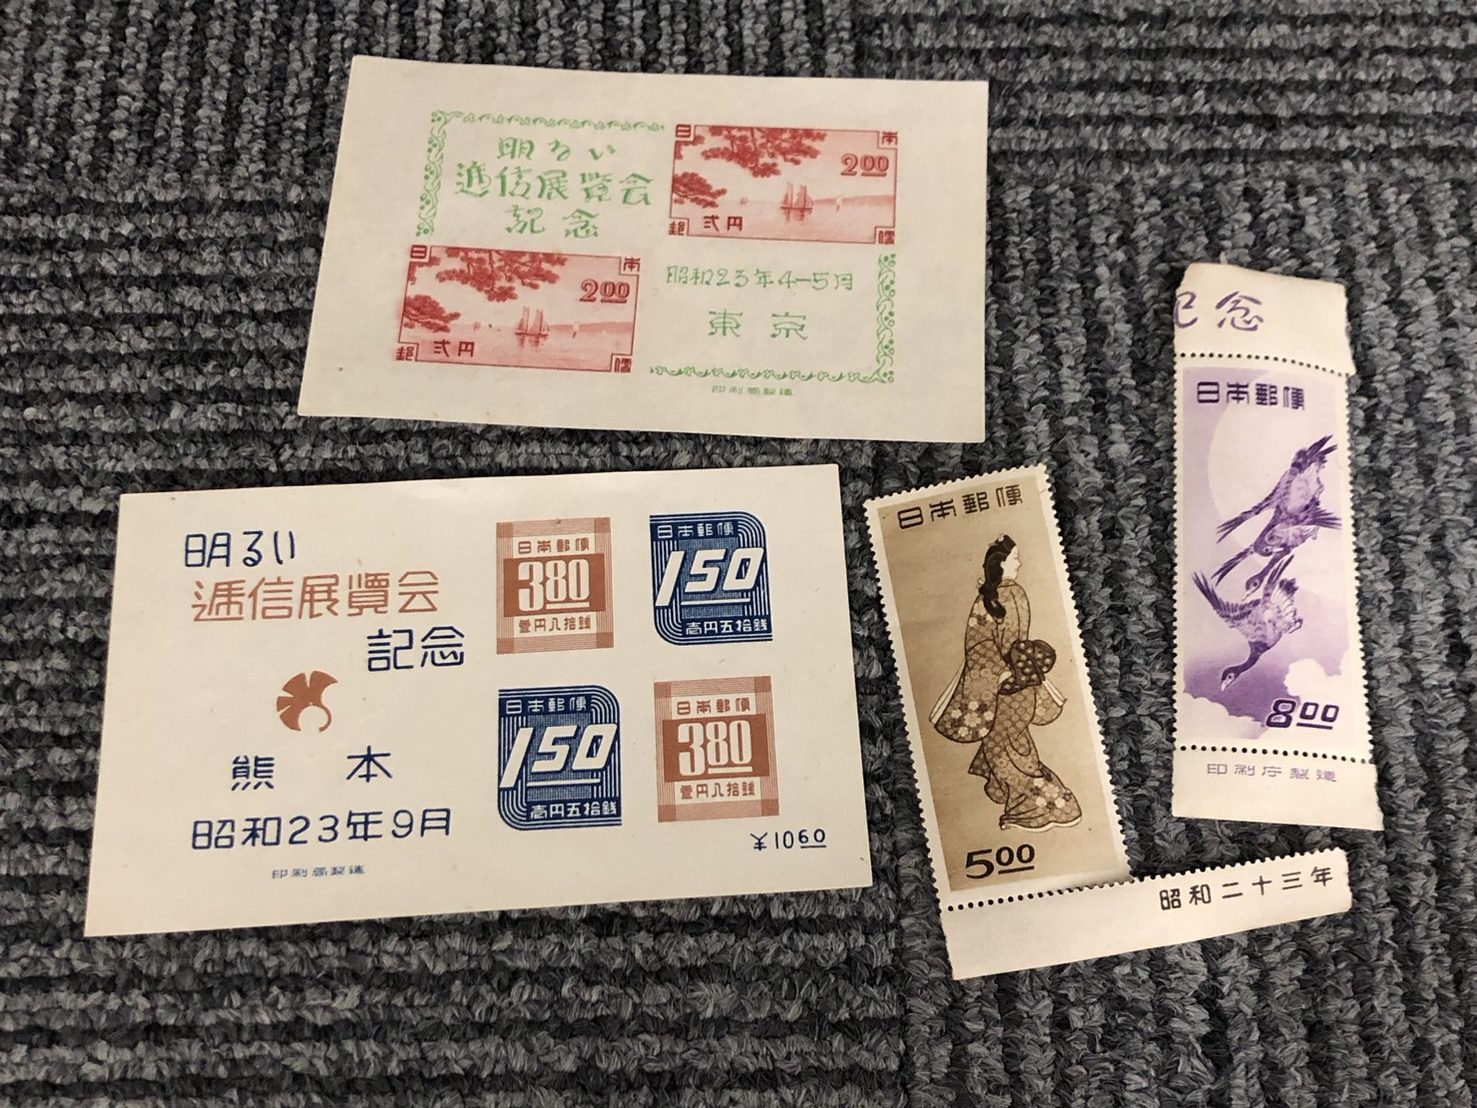 明るい
逓信展覧会
記念
日本
2.00
郵便
弐円
日本
2.00
郵便
弐円
昭和23年4-5月
東京
印刷局製造
明るい
逓信展覧会
記念
熊本
昭和23年9月
印刷局製造
日本郵便
3.80
壹円八拾銭
日本郵便
1.50
壱円五拾銭
日本郵便
1.50
壱円五拾銭
日本郵便
3.80
壹円八拾銭
¥10.60
日本郵便
5.00
昭和二十三年
記念
日本郵便
8.00
印刷庁製造